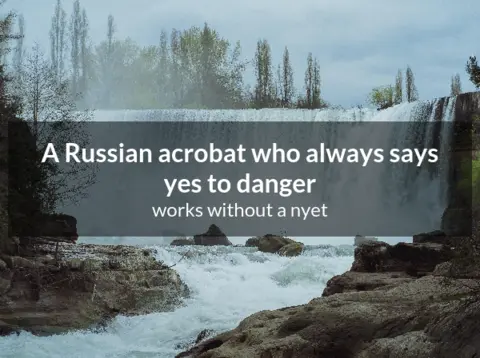 A Russian acrobat who always says
yes to danger
works without a nyet